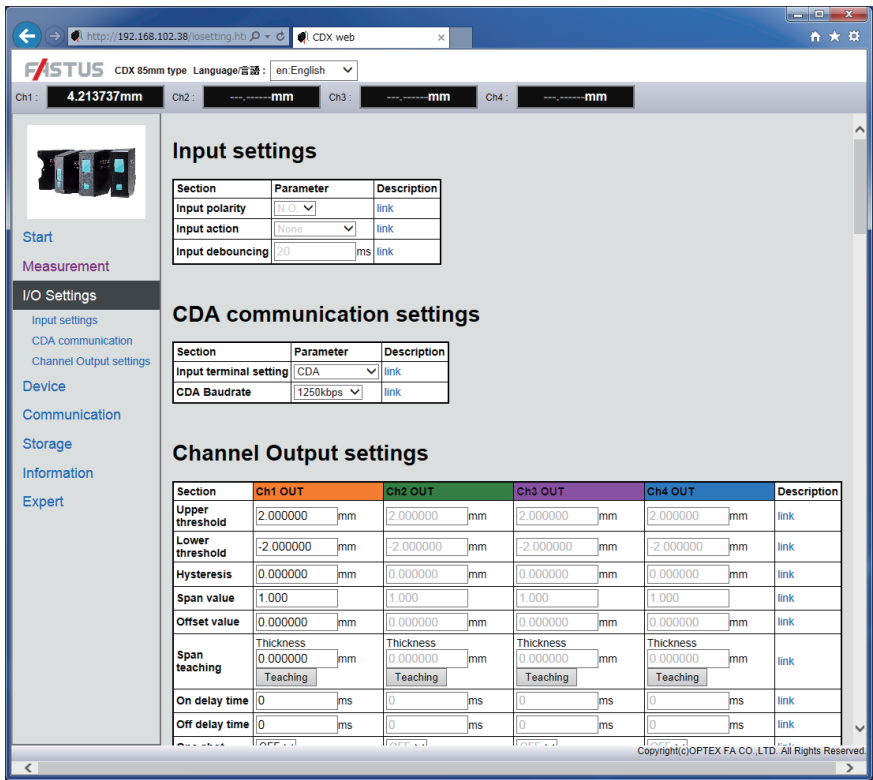 http://192.168.102.38/iosetting.ht
CDX web
FASTUS CDX 85mm type Language/言語 : en:English
Ch1 : 4.213737mm Ch2 : ---.------mm Ch3 : ---.------mm Ch4 : ---.------mm
Start
Measurement
I/O Settings
Input settings
CDA communication
Channel Output settings
Device
Communication
Storage
Information
Expert
Input settings
Section Parameter Description
Input polarity N.O. link
Input action None link
Input debouncing 20 ms link
CDA communication settings
Section Parameter Description
Input terminal setting CDA link
CDA Baudrate 1250kbps link
Channel Output settings
Section Ch1 OUT Ch2 OUT Ch3 OUT Ch4 OUT Description
Upper threshold 2.000000 mm 2.000000 mm 2.000000 mm 2.000000 mm link
Lower threshold -2.000000 mm -2.000000 mm -2.000000 mm -2.000000 mm link
Hysteresis 0.000000 mm 0.000000 mm 0.000000 mm 0.000000 mm link
Span value 1.000 1.000 1.000 1.000 link
Offset value 0.000000 mm 0.000000 mm 0.000000 mm 0.000000 mm link
Thickness Thickness Thickness Thickness
Span teaching 0.000000 mm 0.000000 mm 0.000000 mm 0.000000 mm link
Teaching Teaching Teaching Teaching
On delay time 0 ms 0 ms 0 ms 0 ms link
Off delay time 0 ms 0 ms 0 ms 0 ms link
Copyright(c)OPTEX FA CO.,LTD. All Rights Reserved.